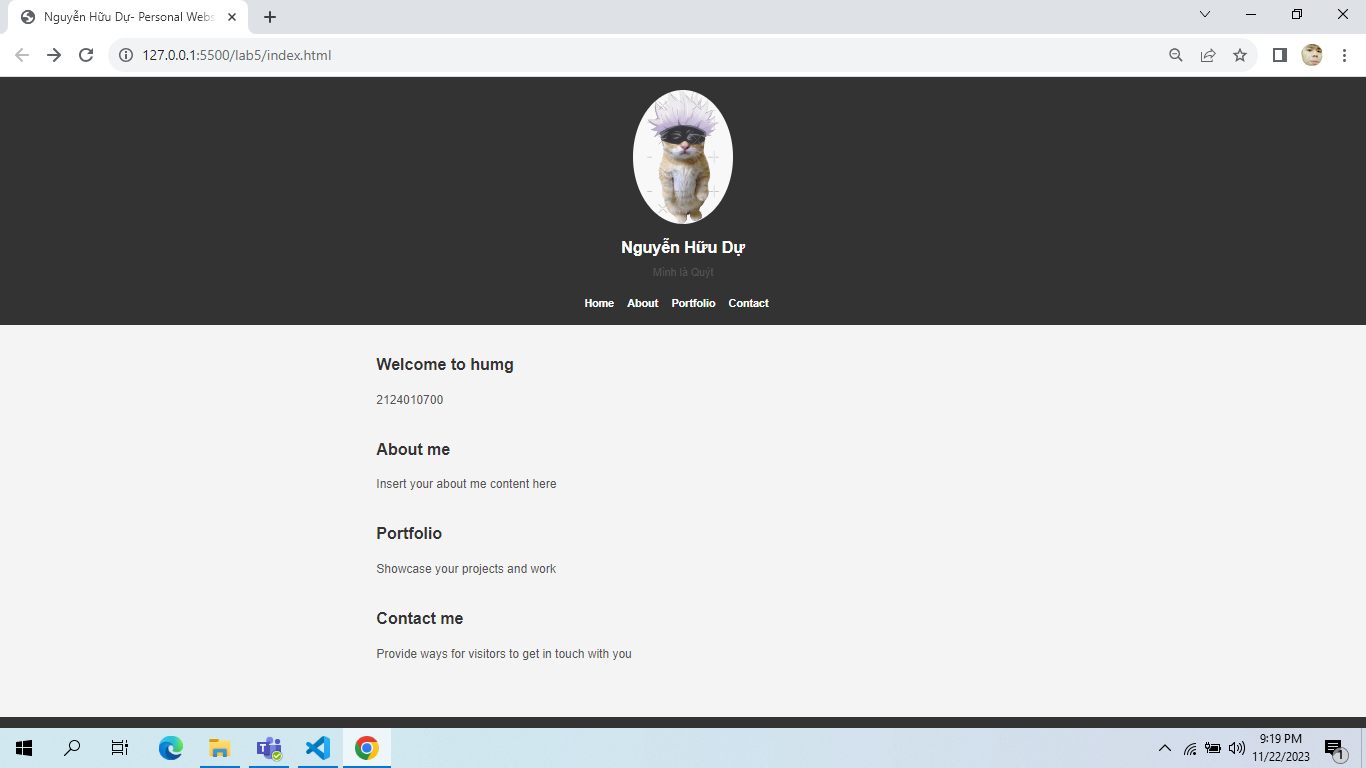 Nguyễn Hữu Dự- Personal Webs
127.0.0.1:5500/lab5/index.html
Nguyễn Hữu Dự
Mình là Quýt
Home About Portfolio Contact
Welcome to humg
2124010700
About me
Insert your about me content here
Portfolio
Showcase your projects and work
Contact me
Provide ways for visitors to get in touch with you
9:19 PM
11/22/2023
1